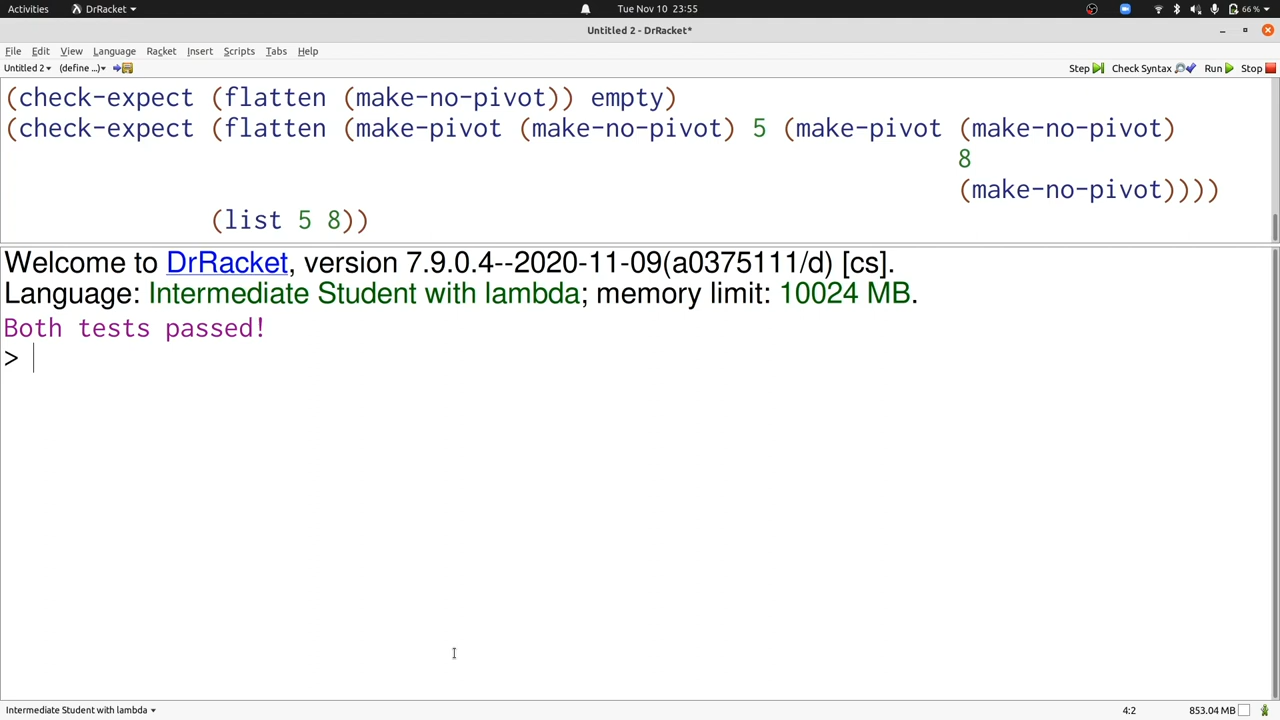 Activities DrRacket Tue Nov 10 23:55 66 %
Untitled 2 - DrRacket*
File Edit View Language Racket Insert Scripts Tabs Help
Untitled 2 (define ...) Step Check Syntax Run Stop
(check-expect (flatten (make-no-pivot)) empty)
(check-expect (flatten (make-pivot (make-no-pivot) 5 (make-pivot (make-no-pivot)
8
(make-no-pivot))))
(list 5 8))
Welcome to DrRacket, version 7.9.0.4--2020-11-09(a0375111/d) [cs].
Language: Intermediate Student with lambda; memory limit: 10024 MB.
Both tests passed!
>
Intermediate Student with lambda 4:2 853.04 MB